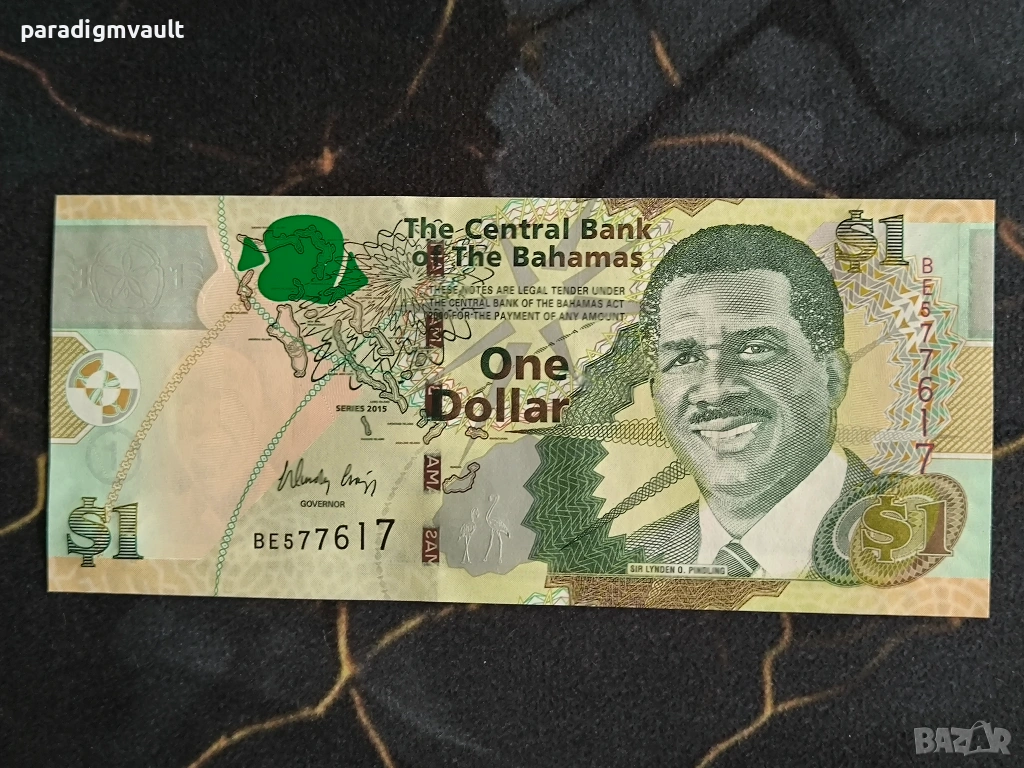 paradigmvault
The Central Bank
of The Bahamas
THESE NOTES ARE LEGAL TENDER UNDER
THE CENTRAL BANK OF THE BAHAMAS ACT
2000 FOR THE PAYMENT OF ANY AMOUNT
One
Dollar
$1
BE577617
SERIES 2015
GOVERNOR
BE577617
$1
$1
SIR LYNDEN O. PINDLING
BAZAR